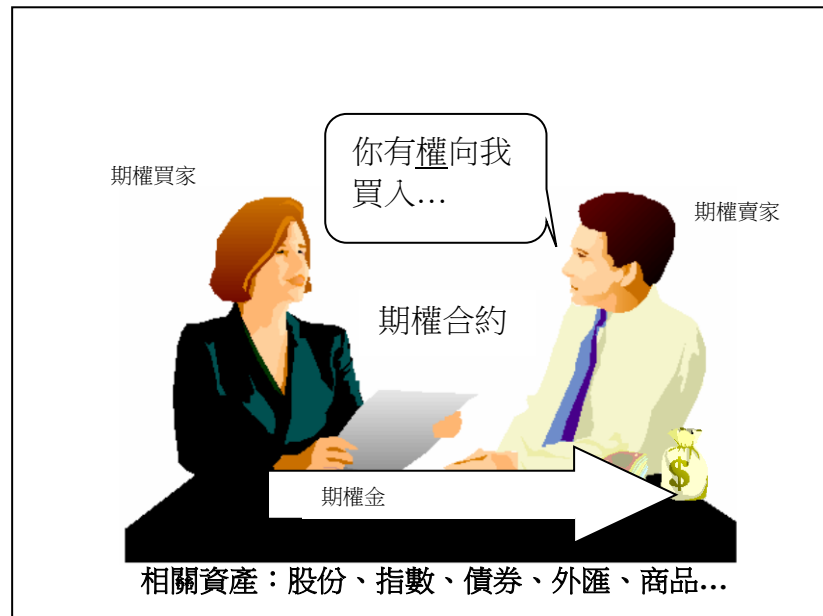 期權買家
你有權向我
買入…
期權賣家
期權合約
$
期權金
相關資產：股份、指數、債券、外匯、商品…